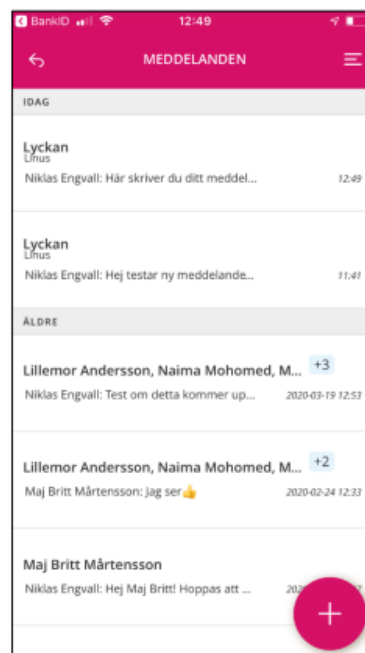 BankID 12:49
MEDDELANDEN
IDAG
Lyckan
Linus
Niklas Engvall: Här skriver du ditt meddel... 12:49
Lyckan
Linus
Niklas Engvall: Hej testar ny meddelande... 11:41
ÄLDRE
Lillemor Andersson, Naima Mohomed, M... +3
Niklas Engvall: Test om detta kommer up... 2020-03-19 12:53
Lillemor Andersson, Naima Mohomed, M... +2
Maj Britt Mårtensson: Jag ser👍 2020-02-24 12:33
Maj Britt Mårtensson
Niklas Engvall: Hej Maj Britt! Hoppas att ...